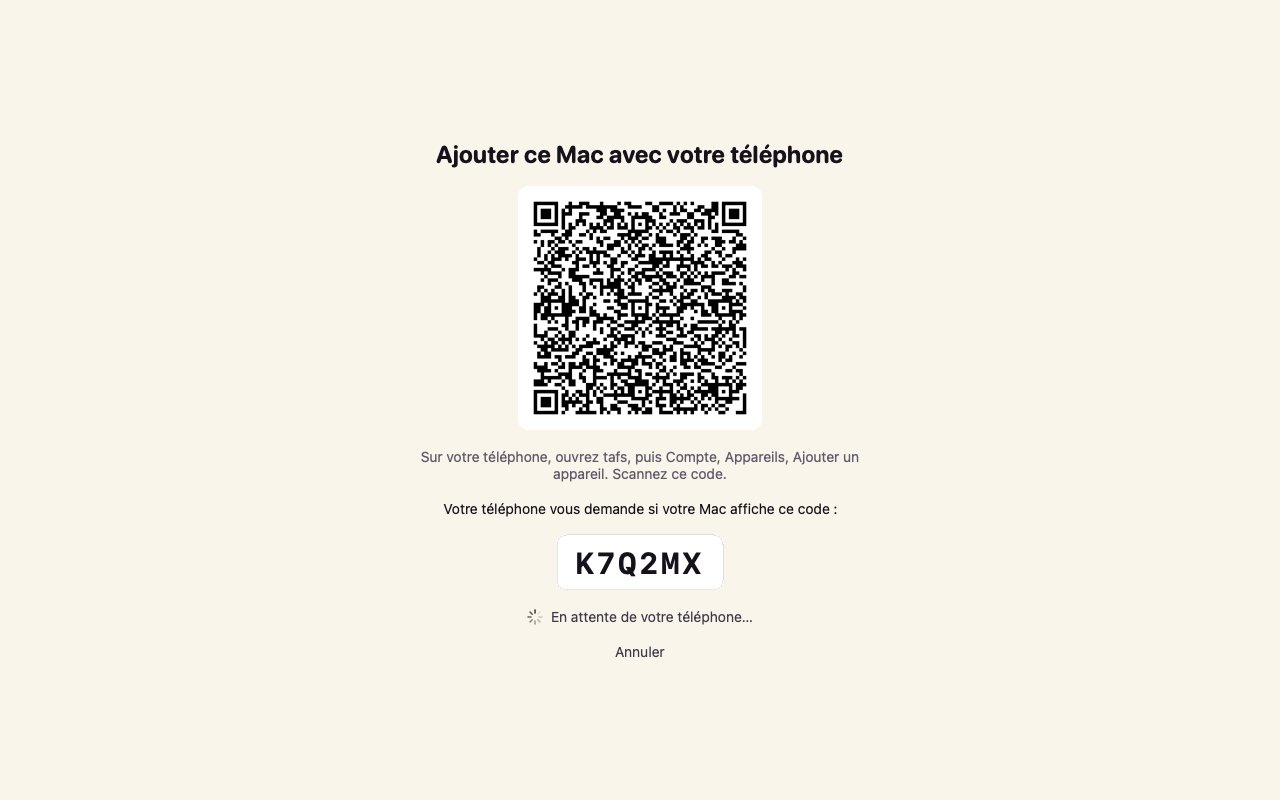 Ajouter ce Mac avec votre téléphone
Sur votre téléphone, ouvrez tafs, puis Compte, Appareils, Ajouter un
appareil. Scannez ce code.
Votre téléphone vous demande si votre Mac affiche ce code :
K7Q2MX
En attente de votre téléphone…
Annuler